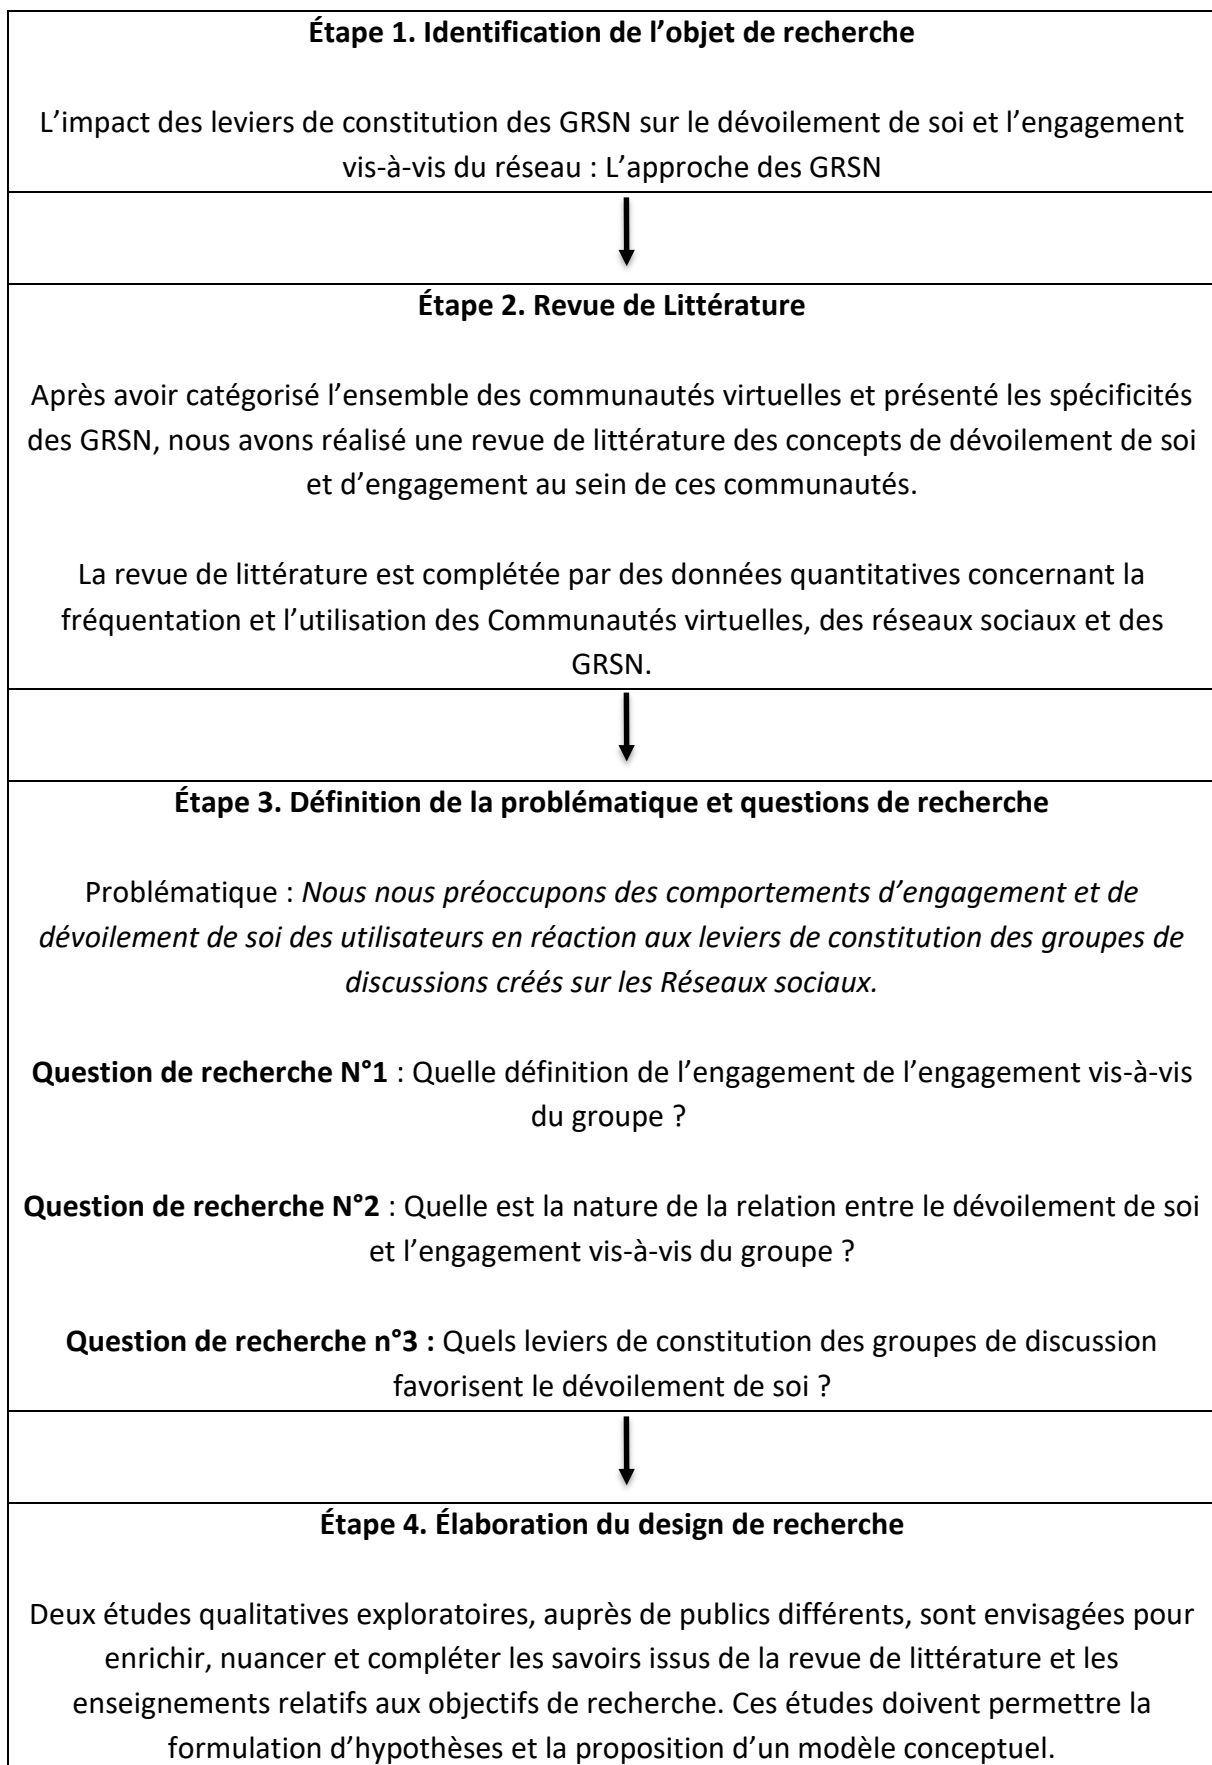 Étape 1. Identification de l’objet de recherche
L’impact des leviers de constitution des GRSN sur le dévoilement de soi et l’engagement
vis-à-vis du réseau : L’approche des GRSN
Étape 2. Revue de Littérature
Après avoir catégorisé l’ensemble des communautés virtuelles et présenté les spécificités
des GRSN, nous avons réalisé une revue de littérature des concepts de dévoilement de soi
et d’engagement au sein de ces communautés.
La revue de littérature est complétée par des données quantitatives concernant la
fréquentation et l’utilisation des Communautés virtuelles, des réseaux sociaux et des
GRSN.
Étape 3. Définition de la problématique et questions de recherche
Problématique : Nous nous préoccupons des comportements d’engagement et de
dévoilement de soi des utilisateurs en réaction aux leviers de constitution des groupes de
discussions créés sur les Réseaux sociaux.
Question de recherche N°1 : Quelle définition de l’engagement de l’engagement vis-à-vis
du groupe ?
Question de recherche N°2 : Quelle est la nature de la relation entre le dévoilement de soi
et l’engagement vis-à-vis du groupe ?
Question de recherche n°3 : Quels leviers de constitution des groupes de discussion
favorisent le dévoilement de soi ?
Étape 4. Élaboration du design de recherche
Deux études qualitatives exploratoires, auprès de publics différents, sont envisagées pour
enrichir, nuancer et compléter les savoirs issus de la revue de littérature et les
enseignements relatifs aux objectifs de recherche. Ces études doivent permettre la
formulation d’hypothèses et la proposition d’un modèle conceptuel.